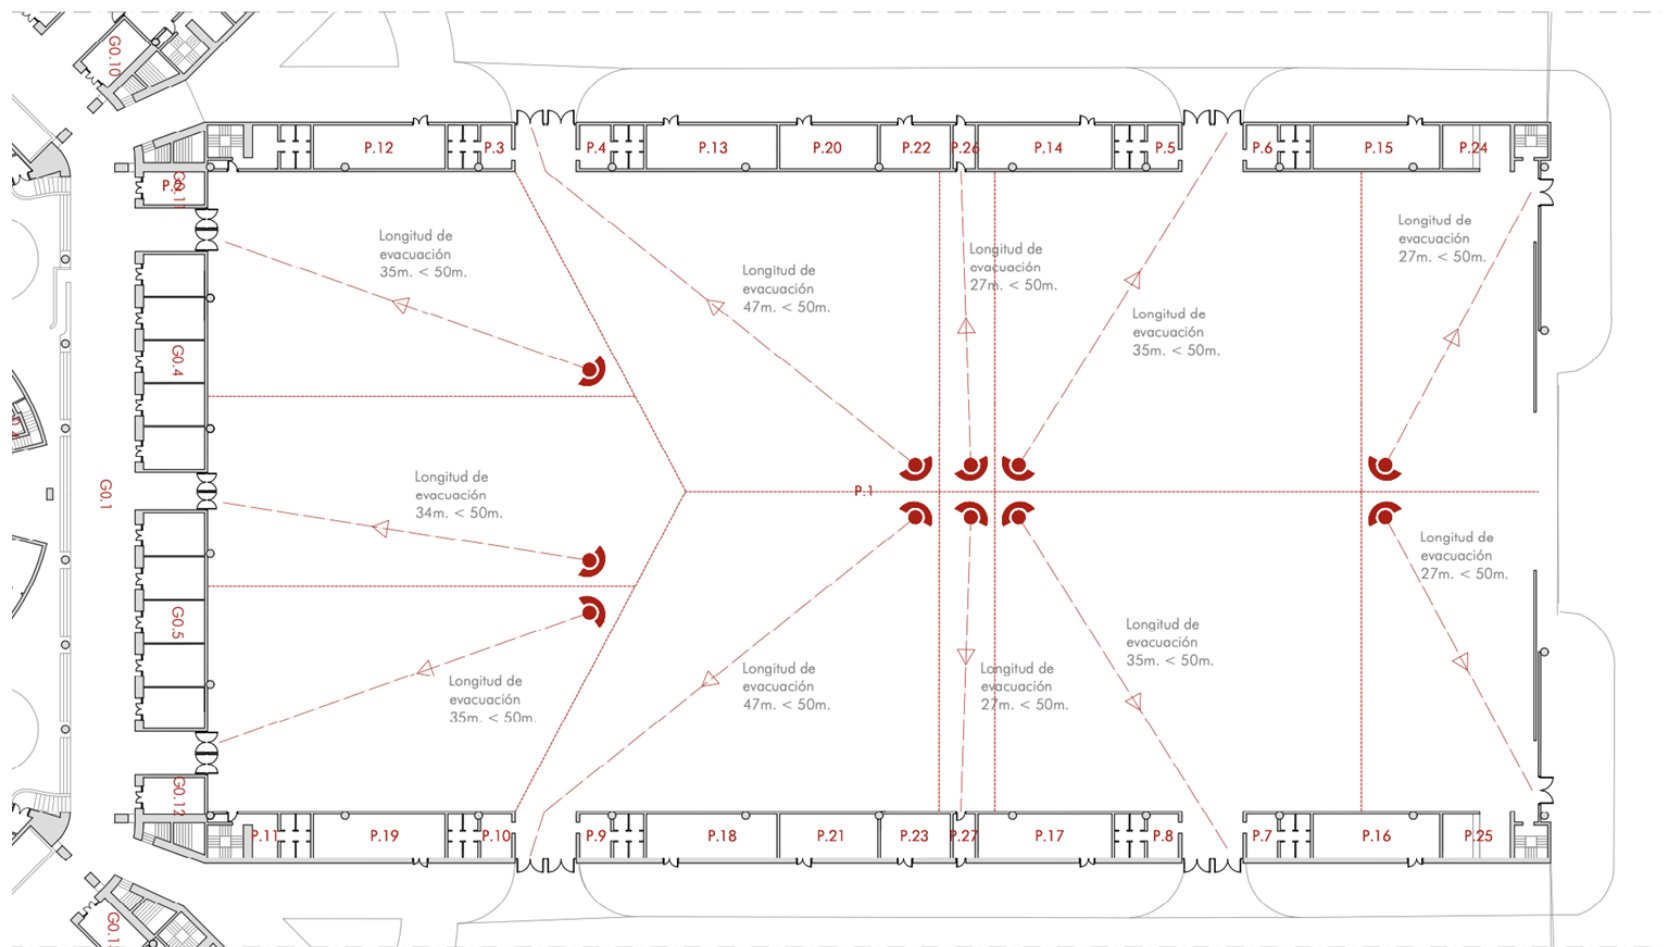 G0.10
P.12
P.3
P.4
P.13
P.20
P.22
P.26
P.14
P.5
P.6
P.15
P.24
P.2
Longitud de
evacuación
35m. < 50m.
Longitud de
evacuación
47m. < 50m.
Longitud de
evacuación
27m. < 50m.
Longitud de
evacuación
35m. < 50m.
Longitud de
evacuación
27m. < 50m.
G0.4
Longitud de
evacuación
34m. < 50m.
G0.1
P.1
Longitud de
evacuación
27m. < 50m.
G0.5
Longitud de
evacuación
35m. < 50m.
Longitud de
evacuación
47m. < 50m.
Longitud de
evacuación
27m. < 50m.
Longitud de
evacuación
35m. < 50m.
G0.12
P.11
P.19
P.10
P.9
P.18
P.21
P.23
P.27
P.17
P.8
P.7
P.16
P.25